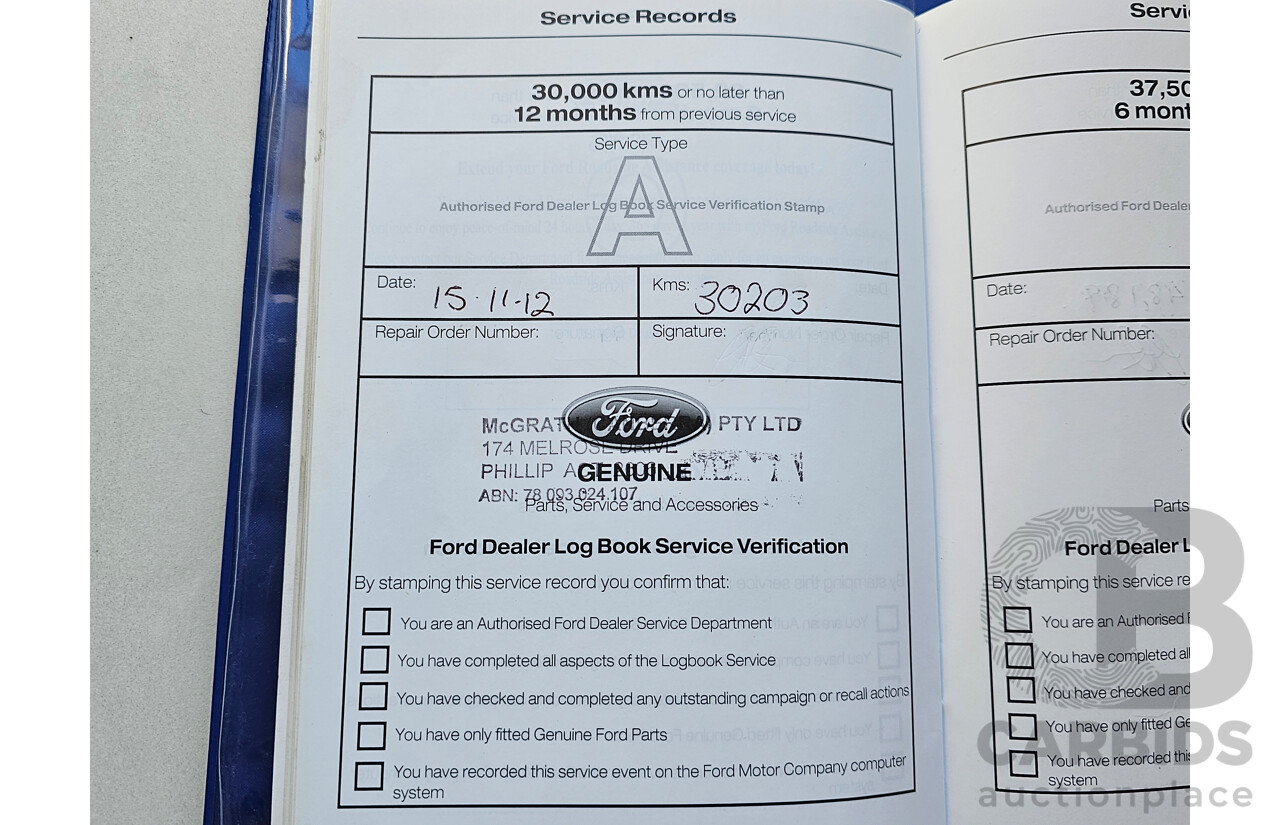 Service Records
30,000 kms or no later than
12 months from previous service
Service Type
A
Authorised Ford Dealer Log Book Service Verification Stamp
Date: 15·11·12
Kms: 30203
Repair Order Number:
Signature:
Ford
McGRAT PTY LTD
174 MELROSE DRIVE
PHILLIP
GENUINE
ABN: 78 093 024 107
Parts, Service and Accessories
Ford Dealer Log Book Service Verification
By stamping this service record you confirm that:
You are an Authorised Ford Dealer Service Department
You have completed all aspects of the Logbook Service
You have checked and completed any outstanding campaign or recall actions
You have only fitted Genuine Ford Parts
You have recorded this service event on the Ford Motor Company computer
system
Servi
37,50
6 mont
Authorised Ford Dealer
Date:
Repair Order Number:
Parts
Ford Dealer L
By stamping this service re
You are an Authorised F
You have completed all
You have checked and
You have only fitted Ge
You have recorded this
system
CB
CARBIDS
auctionplace